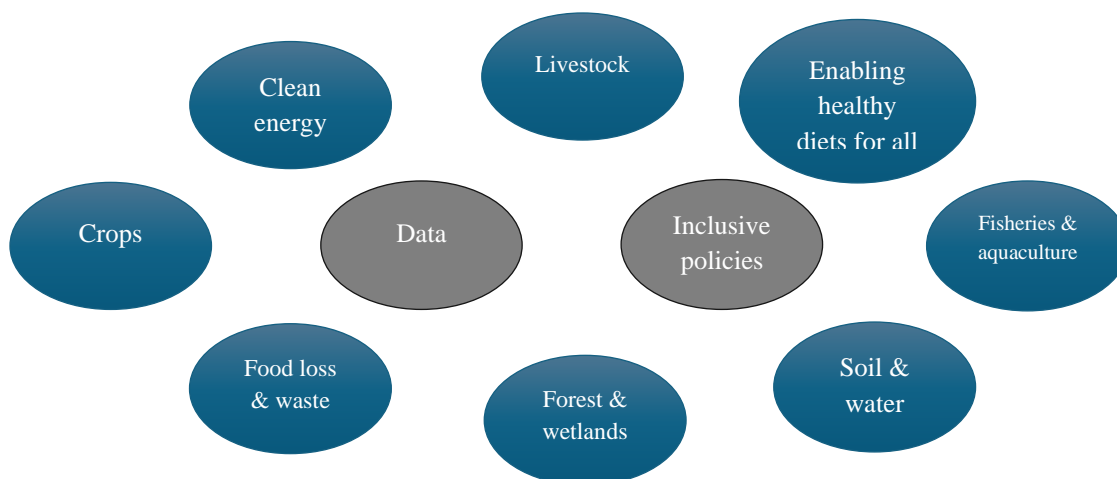 Livestock
Enabling
healthy
diets for all
Clean
energy
Crops
Data
Inclusive
policies
Fisheries &
aquaculture
Food loss
& waste
Forest &
wetlands
Soil &
water